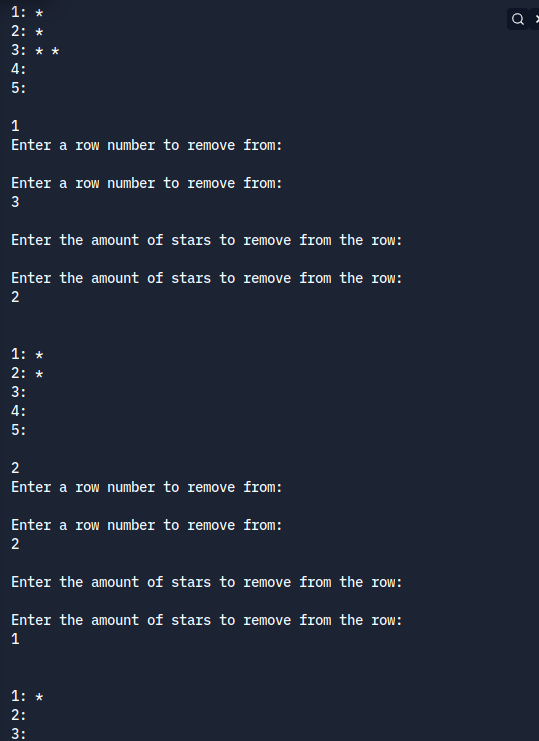 1: *
2: *
3: * *
4:
5:
1
Enter a row number to remove from:
Enter a row number to remove from:
3
Enter the amount of stars to remove from the row:
Enter the amount of stars to remove from the row:
2
1: *
2: *
3:
4:
5:
2
Enter a row number to remove from:
Enter a row number to remove from:
2
Enter the amount of stars to remove from the row:
Enter the amount of stars to remove from the row:
1
1: *
2:
3: